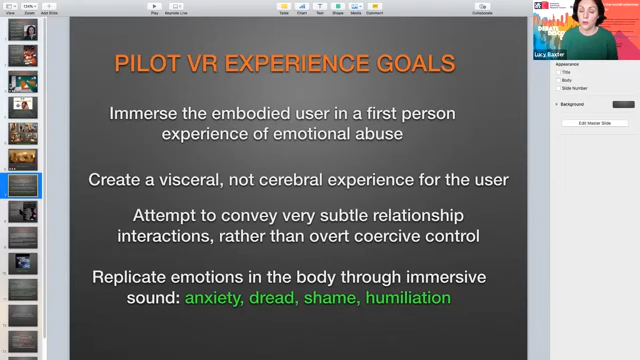 134%
View
Zoom
Add Slide
Play
Keynote Live
Table
Chart
Text
Shape
Media
Comment
Collaborate
PILOT VR EXPERIENCE GOALS
Immerse the embodied user in a first person
experience of emotional abuse
Create a visceral, not cerebral experience for the user
Attempt to convey very subtle relationship
interactions, rather than overt coercive control
Replicate emotions in the body through immersive
sound: anxiety, dread, shame, humiliation
Lucy Baxter
Appearance
Title
Body
Slide Number
Background
Edit Master Slide